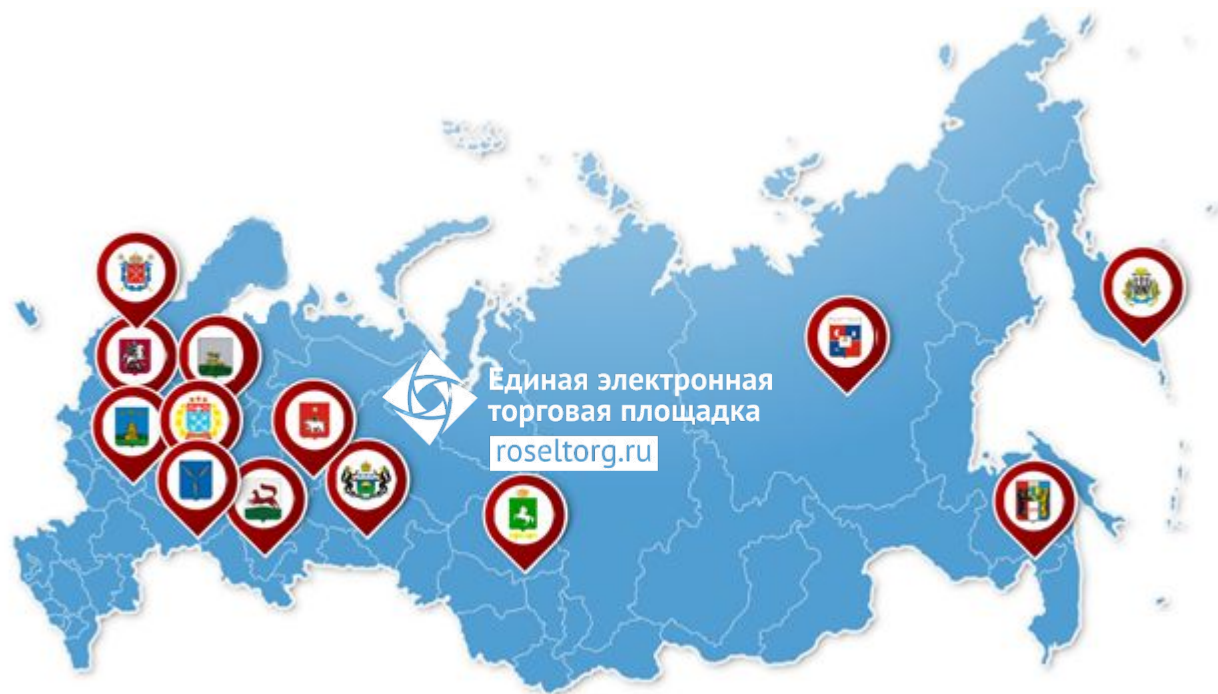 Единая электронная
торговая площадка
roseltorg.ru